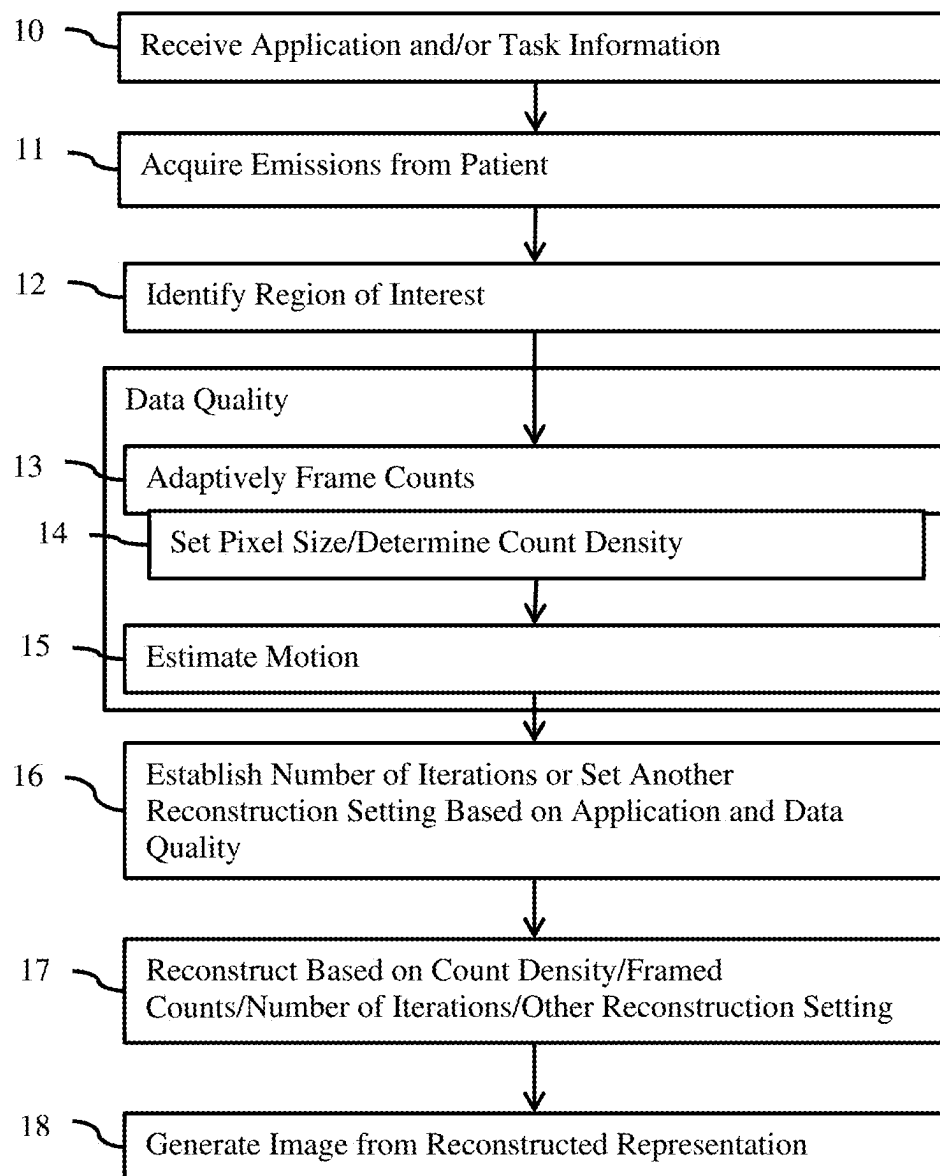 10 Receive Application and/or Task Information
11 Acquire Emissions from Patient
12 Identify Region of Interest
Data Quality
13 Adaptively Frame Counts
14 Set Pixel Size/Determine Count Density
15 Estimate Motion
16 Establish Number of Iterations or Set Another
Reconstruction Setting Based on Application and Data
Quality
17 Reconstruct Based on Count Density/Framed
Counts/Number of Iterations/Other Reconstruction Setting
18 Generate Image from Reconstructed Representation